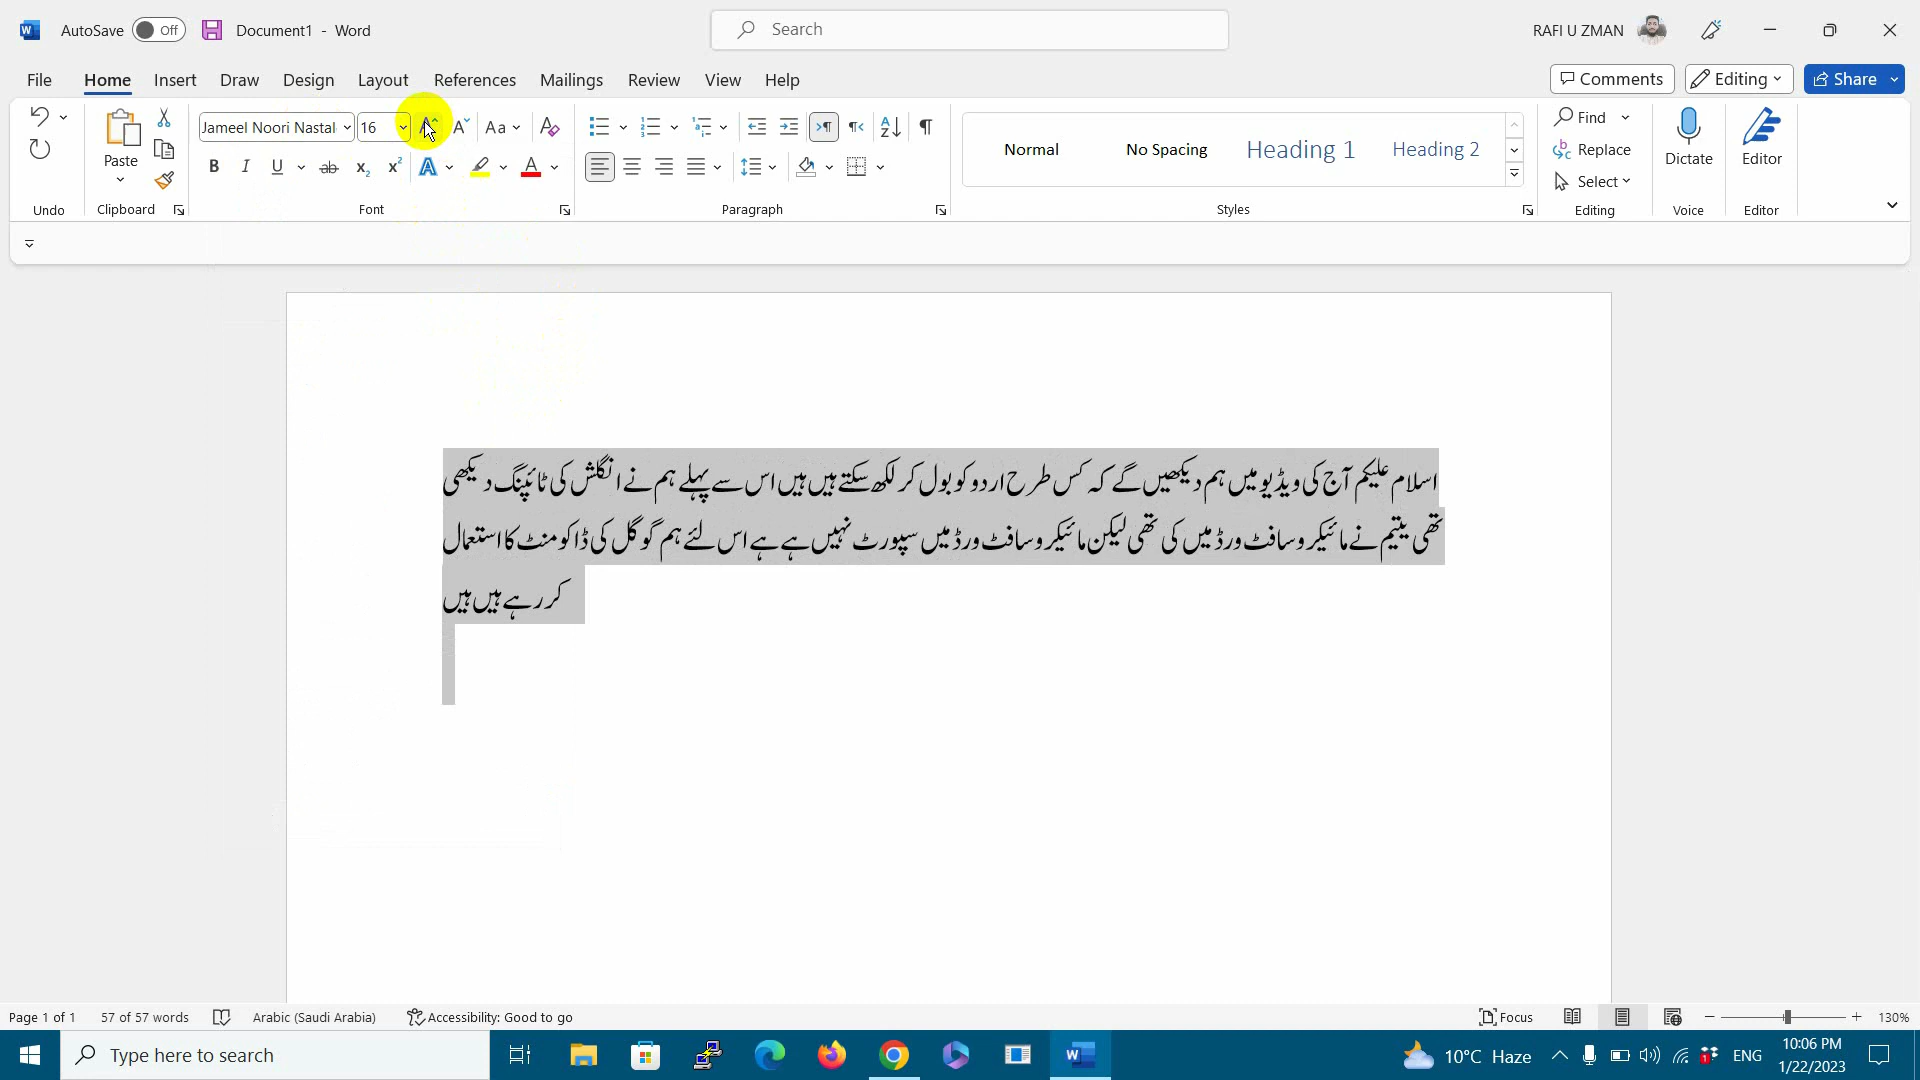 AutoSave Off Document1 - Word Search RAFI U ZMAN
File Home Insert Draw Design Layout References Mailings Review View Help Comments Editing Share
Paste Jameel Noori Nastal 16 Aa Normal No Spacing Heading 1 Heading 2 Find Replace Select Dictate Editor
Undo Clipboard Font Paragraph Styles Editing Voice Editor
اسلام علیکم آج کی ویڈیو میں ہم دیکھیں گے کہ کس طرح اردو کو بول کر لکھ سکتے ہیں ہیں اس سے پہلے ہم نے انگلش کی ٹائپنگ دیکھی
تھی یتیم نے مائیکروسافٹ ورڈ میں کی تھی لیکن مائیکروسافٹ ورڈ میں سپورٹ نہیں ہے ہے اس لئے ہم گوگل کی ڈاکومنٹ کا استعمال
کر رہے ہیں ہیں
Page 1 of 1 57 of 57 words Arabic (Saudi Arabia) Accessibility: Good to go Focus 130%
Type here to search 10°C Haze ENG 10:06 PM
1/22/2023